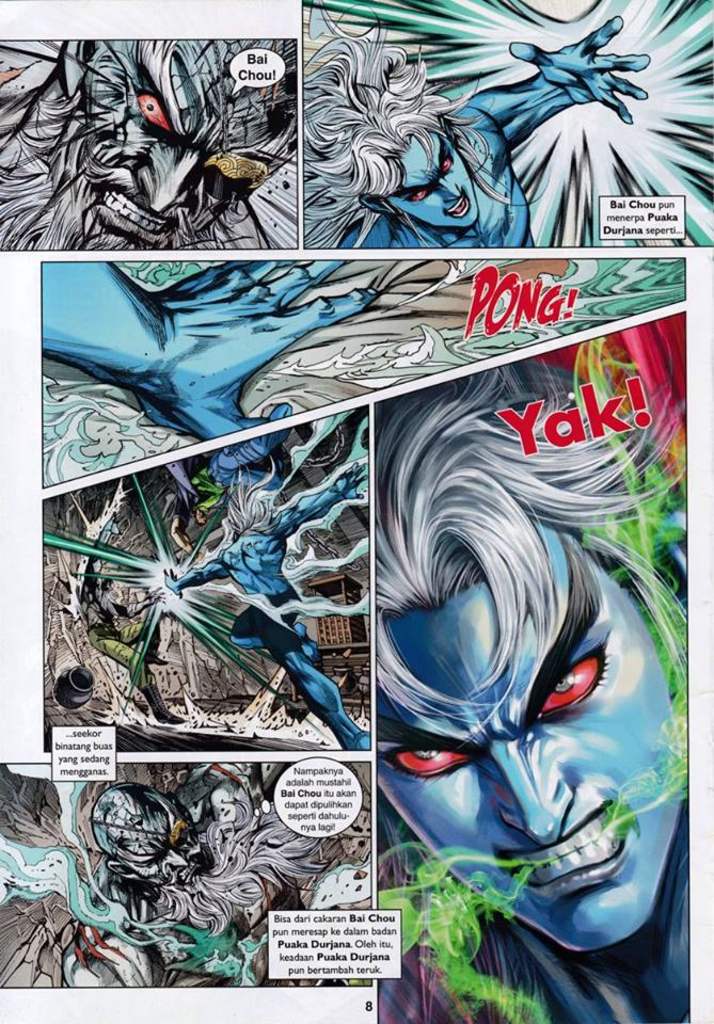 Bai
Chou!
Bai Chou pun
menerpa Puaka
Durjana seperti...
PONG!
Yak!
...seekor
binatang buas
yang sedang
mengganas.
Nampaknya
adalah mustahil
Bai Chou itu akan
dapat dipulihkan
seperti dahulu-
nya lagi!
Bisa dari cakaran Bai Chou
pun meresap ke dalam badan
Puaka Durjana. Oleh itu,
keadaan Puaka Durjana
pun bertambah teruk.
8